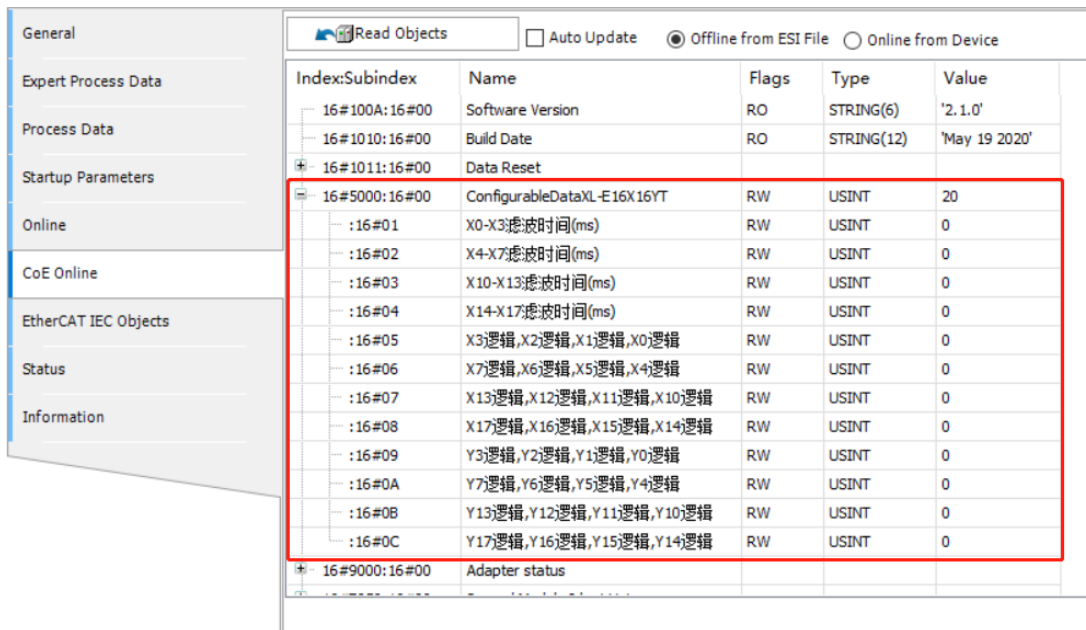 General
Expert Process Data
Process Data
Startup Parameters
Online
CoE Online
EtherCAT IEC Objects
Status
Information
Read Objects Auto Update Offline from ESI File Online from Device
Index:Subindex Name Flags Type Value
16#100A:16#00 Software Version RO STRING(6) '2.1.0'
16#1010:16#00 Build Date RO STRING(12) 'May 19 2020'
16#1011:16#00 Data Reset
16#5000:16#00 ConfigurableDataXL-E16X16YT RW USINT 20
:16#01 X0-X3滤波时间(ms) RW USINT 0
:16#02 X4-X7滤波时间(ms) RW USINT 0
:16#03 X10-X13滤波时间(ms) RW USINT 0
:16#04 X14-X17滤波时间(ms) RW USINT 0
:16#05 X3逻辑,X2逻辑,X1逻辑,X0逻辑 RW USINT 0
:16#06 X7逻辑,X6逻辑,X5逻辑,X4逻辑 RW USINT 0
:16#07 X13逻辑,X12逻辑,X11逻辑,X10逻辑 RW USINT 0
:16#08 X17逻辑,X16逻辑,X15逻辑,X14逻辑 RW USINT 0
:16#09 Y3逻辑,Y2逻辑,Y1逻辑,Y0逻辑 RW USINT 0
:16#0A Y7逻辑,Y6逻辑,Y5逻辑,Y4逻辑 RW USINT 0
:16#0B Y13逻辑,Y12逻辑,Y11逻辑,Y10逻辑 RW USINT 0
:16#0C Y17逻辑,Y16逻辑,Y15逻辑,Y14逻辑 RW USINT 0
16#9000:16#00 Adapter status